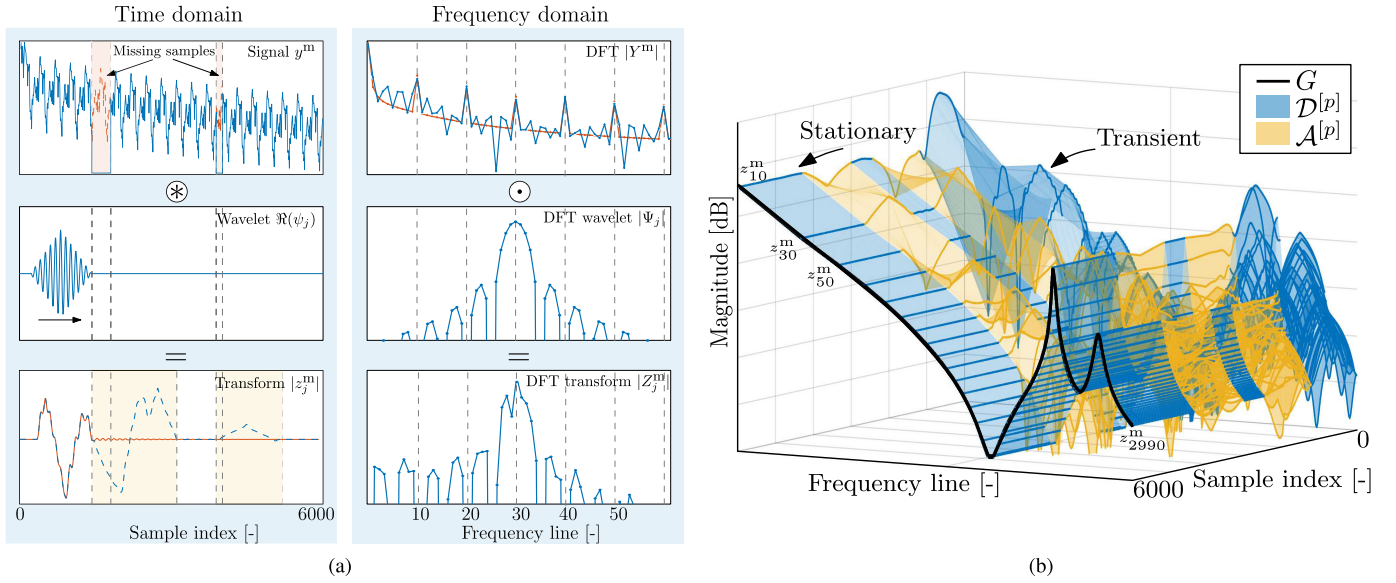 Time domain
Frequency domain
Missing samples
Signal yᵐ
DFT |Yᵐ|
Wavelet ℜ(ψⱼ)
DFT wavelet |Ψⱼ|
=
=
Transform |zⱼᵐ|
DFT transform |Zⱼᵐ|
0
6000
10
20
30
40
50
Sample index [-]
Frequency line [-]
(a)
G
𝒟^[p]
𝒜^[p]
Stationary
Transient
z₁₀ᵐ
z₃₀ᵐ
z₅₀ᵐ
z₂₉₉₀ᵐ
Magnitude [dB]
Frequency line [-]
6000
Sample index [-]
0
(b)